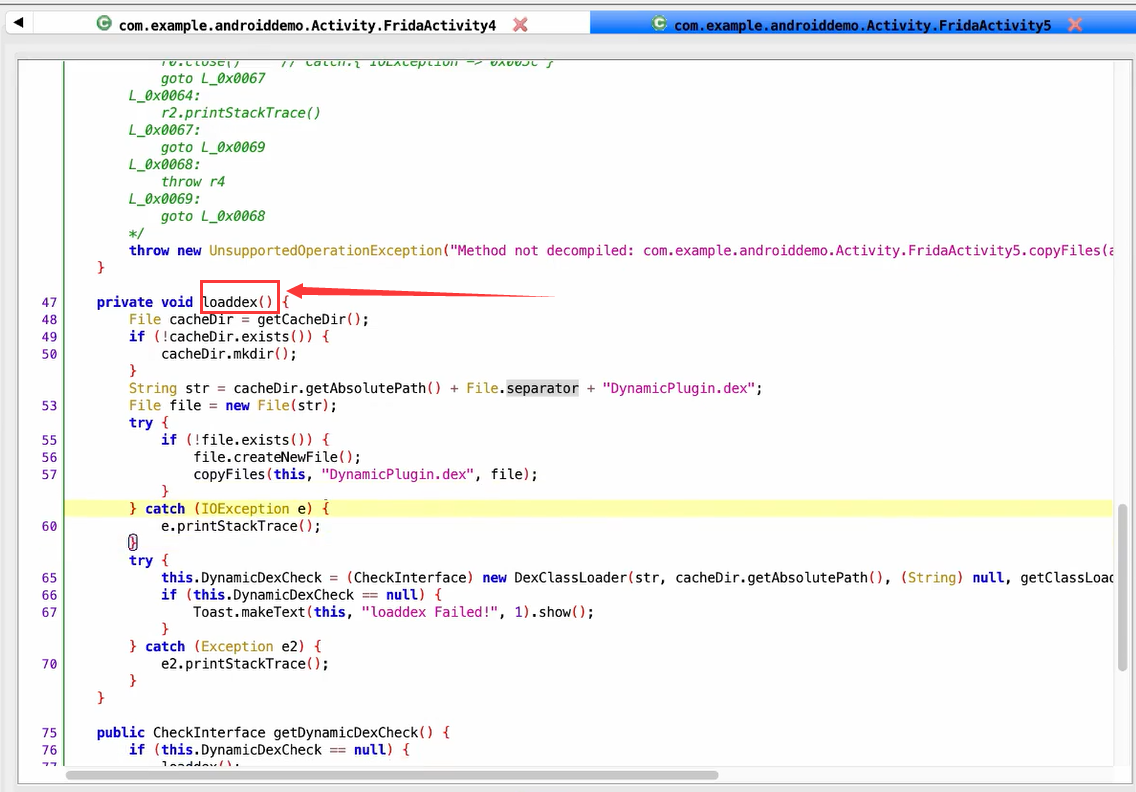 com.example.androiddemo.Activity.FridaActivity4
com.example.androiddemo.Activity.FridaActivity5
r0.close() // Catch:{ IOException -> 0x005c }
goto L_0x0067
L_0x0064:
r2.printStackTrace()
L_0x0067:
goto L_0x0069
L_0x0068:
throw r4
L_0x0069:
goto L_0x0068
*/
throw new UnsupportedOperationException("Method not decompiled: com.example.androiddemo.Activity.FridaActivity5.copyFiles(a
}
47 private void loaddex() {
48 File cacheDir = getCacheDir();
49 if (!cacheDir.exists()) {
50 cacheDir.mkdir();
}
String str = cacheDir.getAbsolutePath() + File.separator + "DynamicPlugin.dex";
53 File file = new File(str);
try {
55 if (!file.exists()) {
56 file.createNewFile();
57 copyFiles(this, "DynamicPlugin.dex", file);
}
} catch (IOException e) {
60 e.printStackTrace();
}
try {
65 this.DynamicDexCheck = (CheckInterface) new DexClassLoader(str, cacheDir.getAbsolutePath(), (String) null, getClassLoad
66 if (this.DynamicDexCheck == null) {
67 Toast.makeText(this, "loaddex Failed!", 1).show();
}
} catch (Exception e2) {
70 e2.printStackTrace();
}
}
75 public CheckInterface getDynamicDexCheck() {
76 if (this.DynamicDexCheck == null) {
77 loaddex();